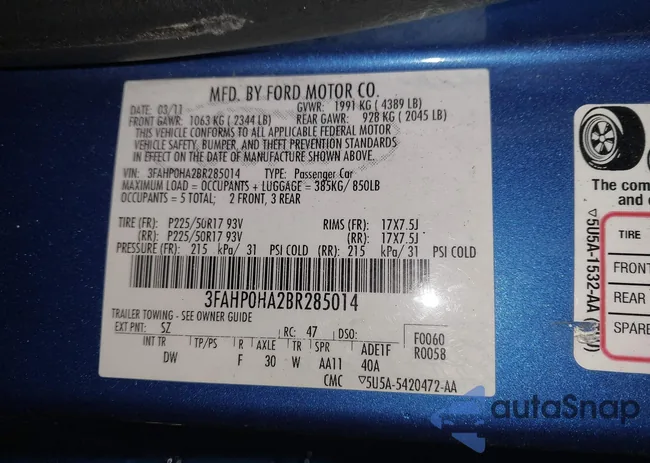 MFD. BY FORD MOTOR CO.
DATE: 03/11 GVWR: 1991 KG ( 4389 LB)
FRONT GAWR: 1063 KG ( 2344 LB) REAR GAWR: 928 KG ( 2045 LB)
THIS VEHICLE CONFORMS TO ALL APPLICABLE FEDERAL MOTOR
VEHICLE SAFETY, BUMPER, AND THEFT PREVENTION STANDARDS
IN EFFECT ON THE DATE OF MANUFACTURE SHOWN ABOVE.
VIN: 3FAHP0HA2BR285014 TYPE: Passenger Car
MAXIMUM LOAD = OCCUPANTS + LUGGAGE = 385KG/ 850LB
OCCUPANTS = 5 TOTAL; 2 FRONT, 3 REAR
TIRE (FR): P225/50R17 93V RIMS (FR): 17X7.5J
(RR): P225/50R17 93V (RR): 17X7.5J
PRESSURE (FR): 215 kPa/ 31 PSI COLD (RR): 215 kPa/ 31 PSI COLD
3FAHP0HA2BR285014
TRAILER TOWING - SEE OWNER GUIDE
EXT PNT: SZ RC: 47 DSO: F0060
INT TR TP/PS R AXLE TR SPR ADE1F R0058
DW F 30 W AA11 40A
CMC ▽5U5A-5420472-AA
The com
and
TIRE
FRONT
REAR
SPARE
▽5U5A-1532-AA
autoSnap